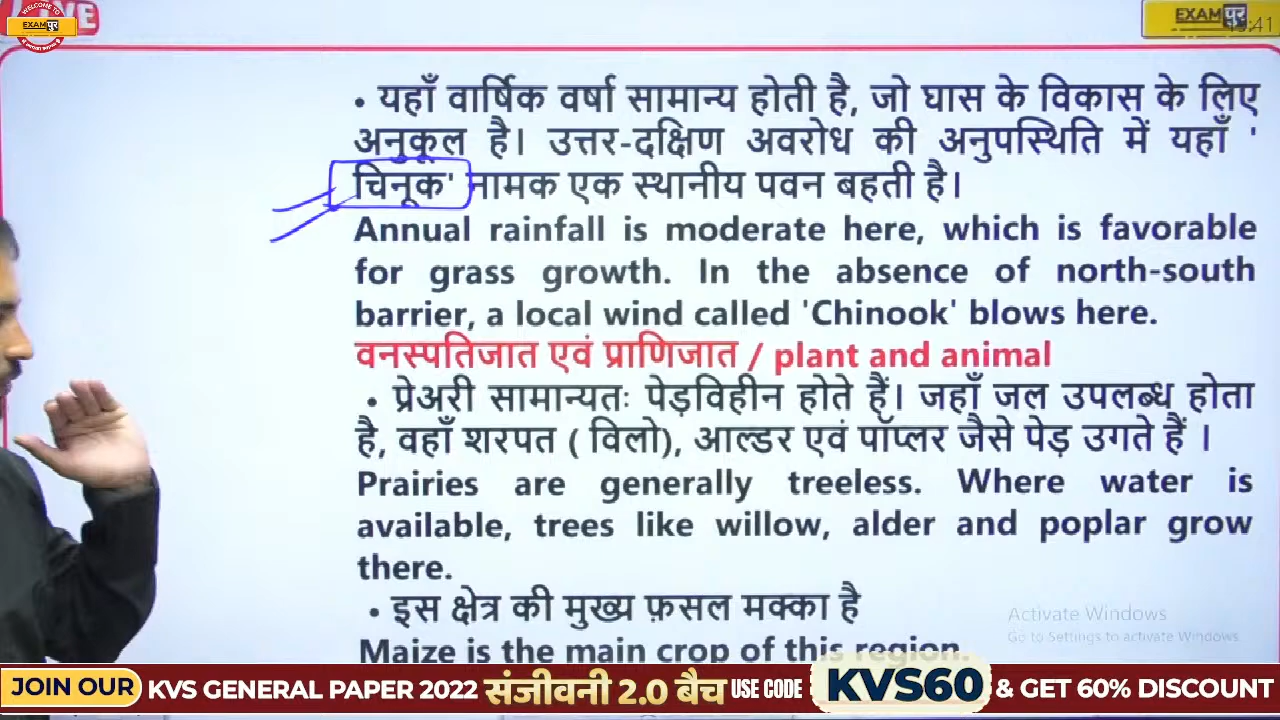 WELCOME TO
EXAMपुर
LIVE
EXAMपुर
• यहाँ वार्षिक वर्षा सामान्य होती है, जो घास के विकास के लिए
अनुकूल है। उत्तर-दक्षिण अवरोध की अनुपस्थिति में यहाँ '
चिनूक' नामक एक स्थानीय पवन बहती है।
Annual rainfall is moderate here, which is favorable
for grass growth. In the absence of north-south
barrier, a local wind called 'Chinook' blows here.
वनस्पतिजात एवं प्राणिजात / plant and animal
• प्रेअरी सामान्यतः पेड़विहीन होते हैं। जहाँ जल उपलब्ध होता
है, वहाँ शरपत ( विलो), आल्डर एवं पॉप्लर जैसे पेड़ उगते हैं ।
Prairies are generally treeless. Where water is
available, trees like willow, alder and poplar grow
there.
• इस क्षेत्र की मुख्य फ़सल मक्का है
Maize is the main crop of this region.
Activate Windows
Go to Settings to activate Windows
JOIN OUR KVS GENERAL PAPER 2022 संजीवनी 2.0 बैच USE CODE KVS60 & GET 60% DISCOUNT